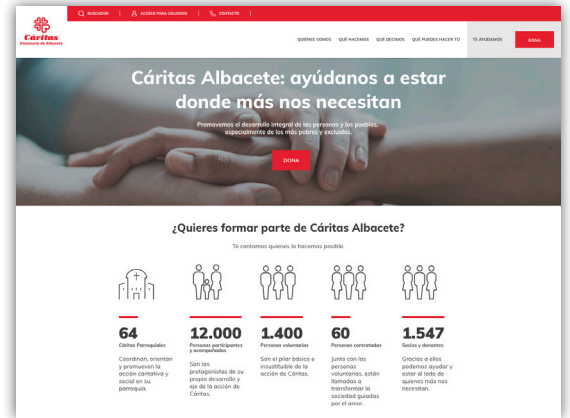 BUSCADOR
ACCESO PARA USUARIOS
CONTACTO
Cáritas
Diocesana de Albacete
QUIÉNES SOMOS
QUÉ HACEMOS
QUÉ DECIMOS
QUÉ PUEDES HACER TÚ
TE AYUDAMOS
DONA
Cáritas Albacete: ayúdanos a estar
donde más nos necesitan
Promovemos el desarrollo integral de las personas y los pueblos,
especialmente de los más pobres y excluidos.
DONA
¿Quieres formar parte de Cáritas Albacete?
Te contamos quienes lo hacemos posible.
64
Cáritas Parroquiales
Coordinan, orientan
y promueven la
acción caritativa y
social en su
parroquia.
12.000
Personas participantes
y acompañadas
Son las
protagonistas de su
propio desarrollo y
eje de la acción de
Cáritas.
1.400
Personas voluntarias
Son el pilar básico e
insustituible de la
acción de Cáritas.
60
Personas contratadas
Junto con las
personas
voluntarias, están
llamadas a
transformar la
sociedad guiadas
por el amor.
1.547
Socios y donantes
Gracias a ellos
podemos ayudar y
estar al lado de
quienes más nos
necesitan.